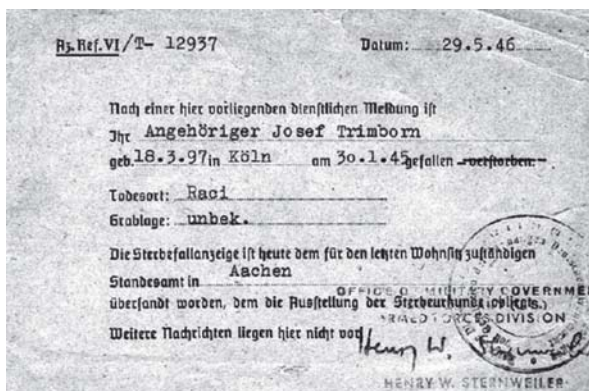 Az. Ref. VI/T- 12937 Datum: 29.5.46
Nach einer hier vorliegenden dienstlichen Meldung ist
Ihr Angehöriger Josef Trimborn
geb. 18.3.97 in Köln am 30.1.45 gefallen - verstorben.
Todesort: Raci
Grablage: unbek.
Die Sterbefallanzeige ist heute dem für den letzten Wohnsitz zuständigen
Standesamt in Aachen
OFFICE O MILITARY GOVERNME
übersandt worden, dem die Ausstellung der Sterbeurkunde obliegt.
ARMED FORCES DIVISION
Weitere Nachrichten liegen hier nicht vor.
Henry W. Sternweiler
HENRY W. STERNWEILER